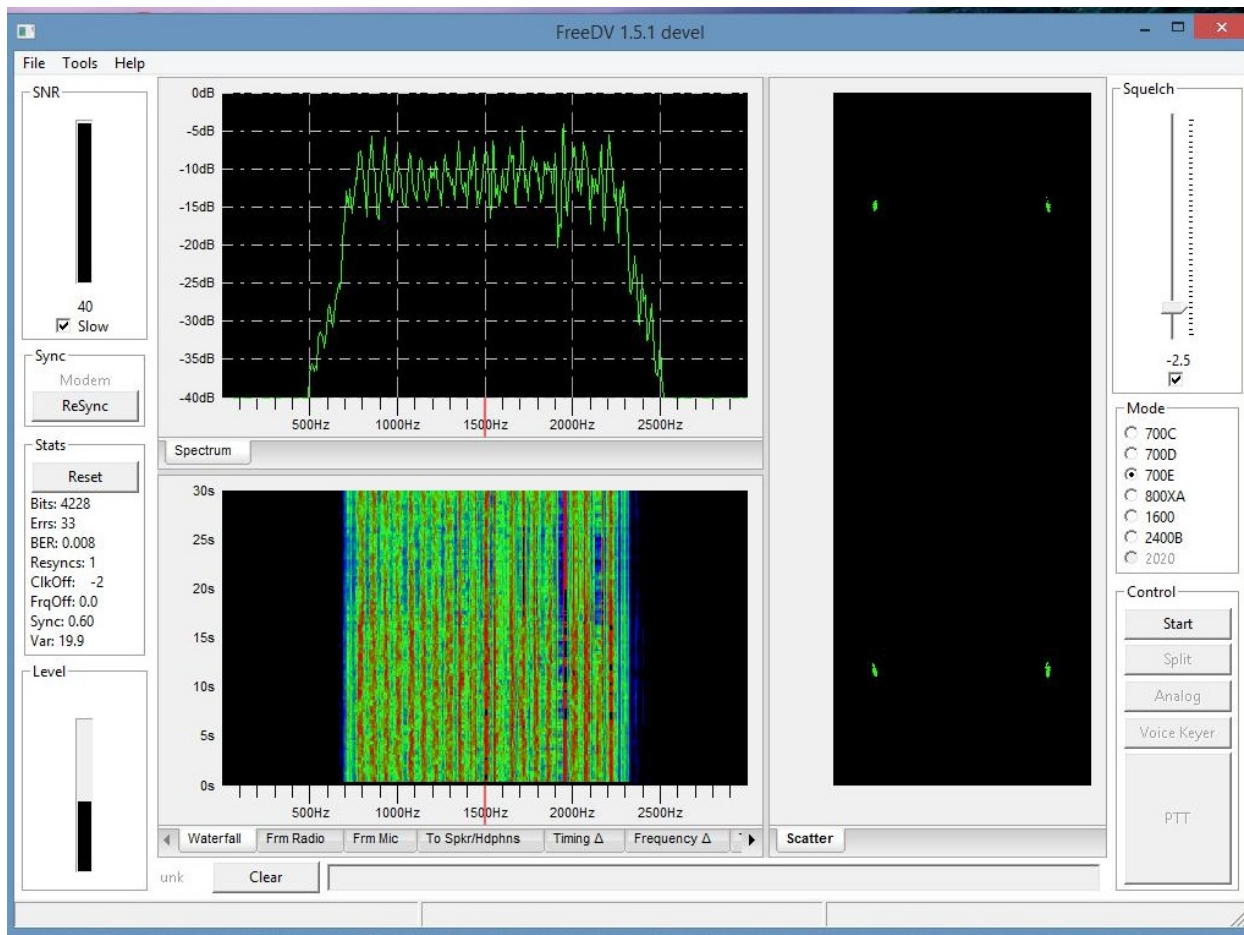 FreeDV 1.5.1 devel
File Tools Help
SNR
40
Slow
Sync
Modem
ReSync
Stats
Reset
Bits: 4228
Errs: 33
BER: 0.008
Resyncs: 1
ClkOff: -2
FrqOff: 0.0
Sync: 0.60
Var: 19.9
Level
0dB
-5dB
-10dB
-15dB
-20dB
-25dB
-30dB
-35dB
-40dB
500Hz 1000Hz 1500Hz 2000Hz 2500Hz
Spectrum
30s
25s
20s
15s
10s
5s
0s
500Hz 1000Hz 1500Hz 2000Hz 2500Hz
Waterfall Frm Radio Frm Mic To Spkr/Hdphns Timing Δ Frequency Δ
Scatter
unk Clear
Squelch
-2.5
Mode
700C
700D
700E
800XA
1600
2400B
2020
Control
Start
Split
Analog
Voice Keyer
PTT